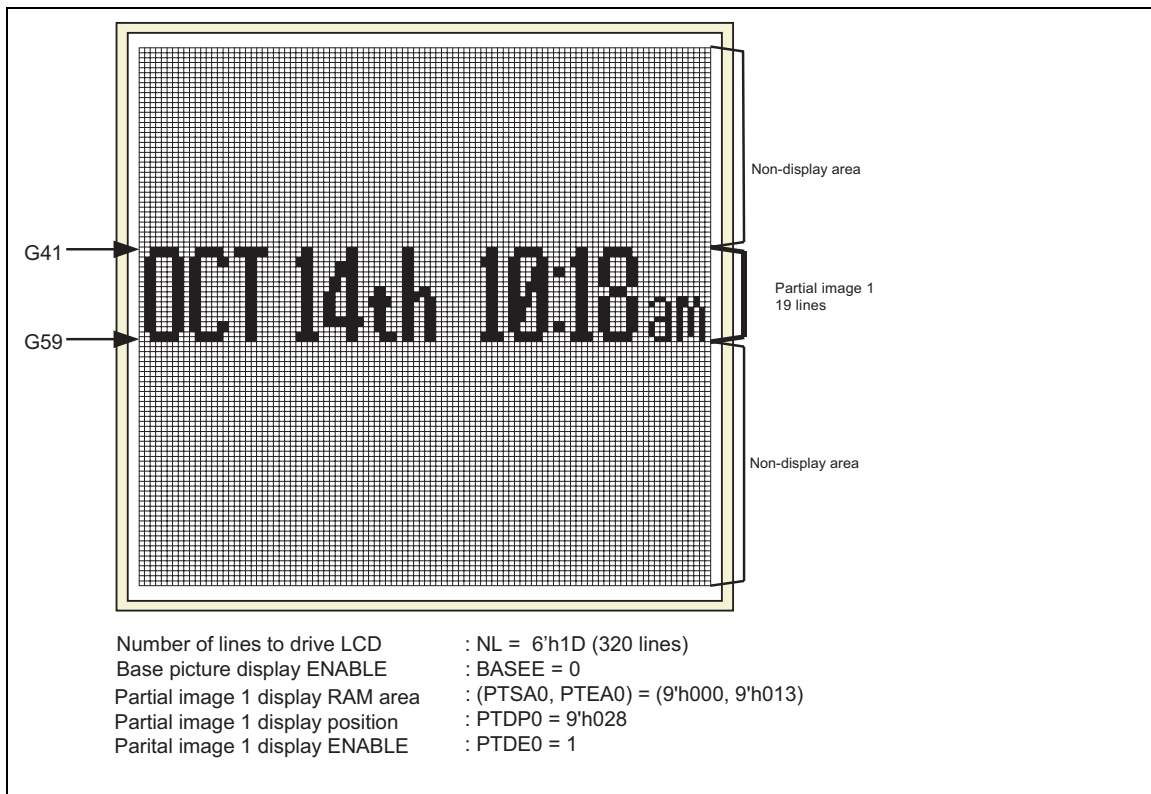 Non-display area
G41
OCT 14th 10:18am
Partial image 1
19 lines
G59
Non-display area
Number of lines to drive LCD : NL = 6'h1D (320 lines)
Base picture display ENABLE : BASEE = 0
Partial image 1 display RAM area : (PTSA0, PTEA0) = (9'h000, 9'h013)
Partial image 1 display position : PTDP0 = 9'h028
Parital image 1 display ENABLE : PTDE0 = 1